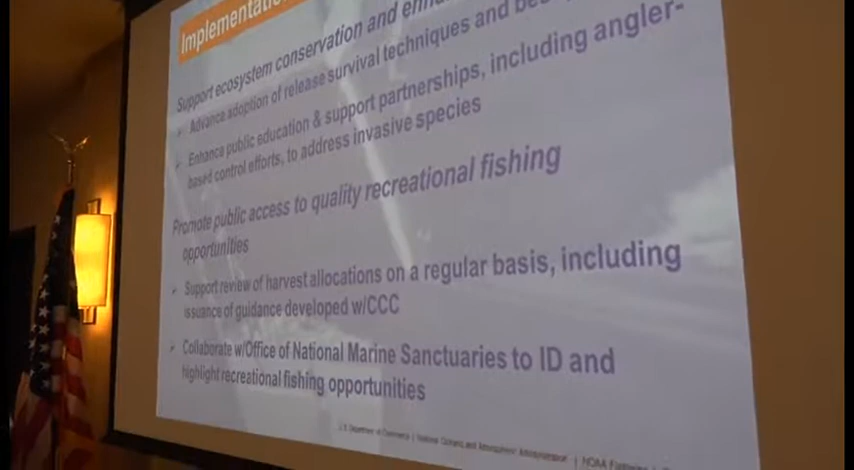 Support ecosystem conservation and
Advance adoption of release survival techniques and
Enhance public education & support partnerships, including angler-
based control efforts, to address invasive species
Promote public access to quality recreational fishing
opportunities
Support review of harvest allocations on a regular basis, including
issuance of guidance developed w/CCC
Collaborate w/Office of National Marine Sanctuaries to ID and
highlight recreational fishing opportunities
U.S. Department of Commerce | National Oceanic and Atmospheric Administration | NOAA Fisheries